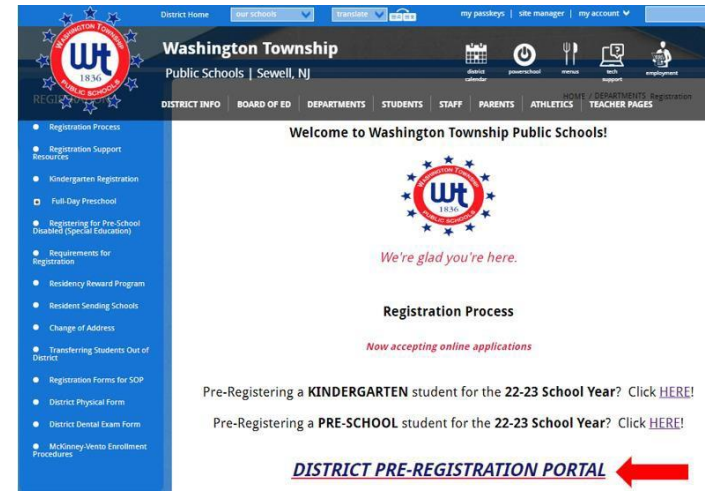 District Home
our schools
translate
my passkeys | site manager | my account
WASHINGTON TOWNSHIP
wt
1836
PUBLIC SCHOOLS
Washington Township
Public Schools | Sewell, NJ
district calendar
powerschool
menus
tech support
employment
HOME / DEPARTMENTS Registration
DISTRICT INFO | BOARD OF ED | DEPARTMENTS | STUDENTS | STAFF | PARENTS | ATHLETICS | TEACHER PAGES
Registration Process
Registration Support
Resources
Kindergarten Registration
Full-Day Preschool
Registering for Pre-School
Disabled (Special Education)
Requirements for
Registration
Residency Reward Program
Resident Sending Schools
Change of Address
Transferring Students Out of
District
Registration Forms for SOP
District Physical Form
District Dental Exam Form
McKinney-Vento Enrollment
Procedures
Welcome to Washington Township Public Schools!
WASHINGTON TOWNSHIP
wt
1836
PUBLIC SCHOOLS
We're glad you're here.
Registration Process
Now accepting online applications
Pre-Registering a KINDERGARTEN student for the 22-23 School Year? Click HERE!
Pre-Registering a PRE-SCHOOL student for the 22-23 School Year? Click HERE!
DISTRICT PRE-REGISTRATION PORTAL